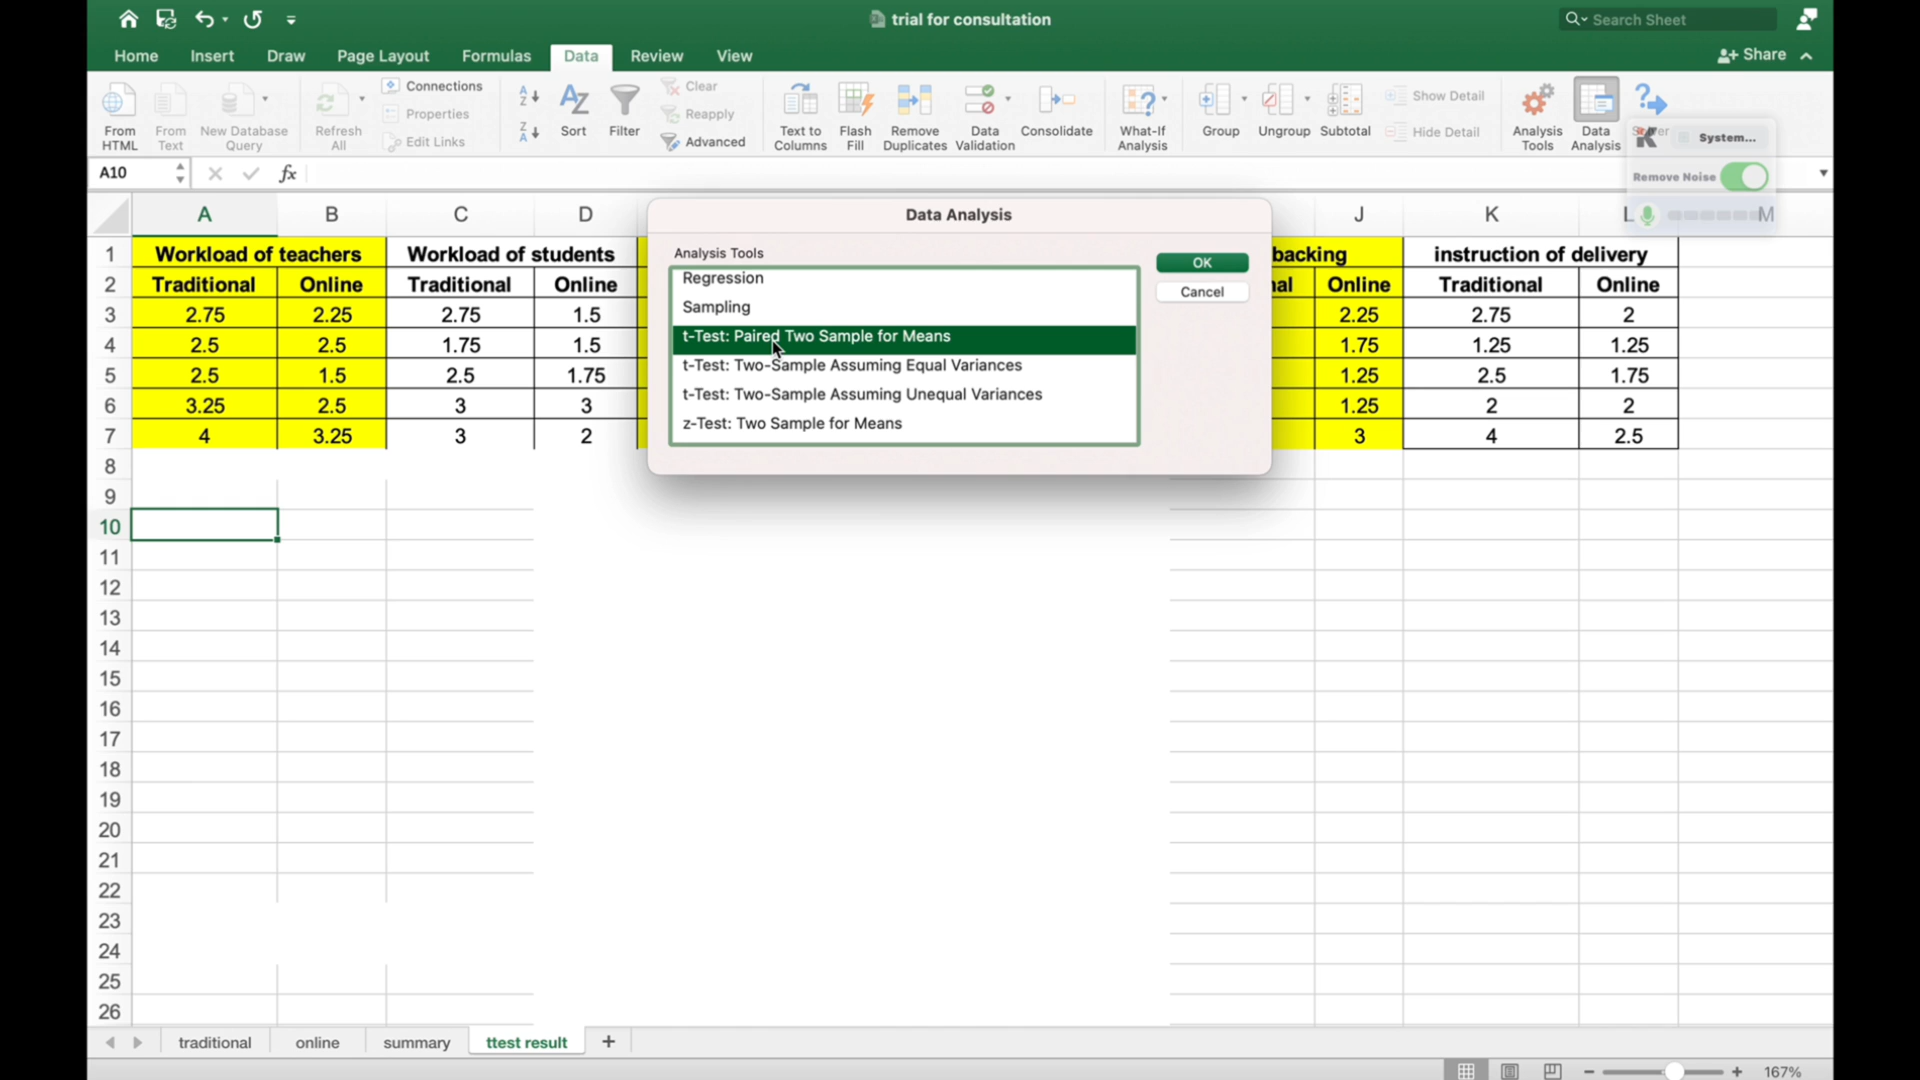 trial for consultation
Search Sheet
Home Insert Draw Page Layout Formulas Data Review View
Share
From HTML
From Text
New Database Query
Refresh All
Connections
Properties
Edit Links
Sort
Filter
Clear
Reapply
Advanced
Text to Columns
Flash Fill
Remove Duplicates
Data Validation
Consolidate
What-If Analysis
Group
Ungroup
Subtotal
Show Detail
Hide Detail
Analysis Tools
Data Analysis
System...
Remove Noise
A10 fx
A B C D J K L M
Data Analysis
Analysis Tools
Regression
Sampling
t-Test: Paired Two Sample for Means
t-Test: Two-Sample Assuming Equal Variances
t-Test: Two-Sample Assuming Unequal Variances
z-Test: Two Sample for Means
OK
Cancel
1 Workload of teachers Workload of students backing instruction of delivery
2 Traditional Online Traditional Online Online Traditional Online
3 2.75 2.25 2.75 1.5 2.25 2.75 2
4 2.5 2.5 1.75 1.5 1.75 1.25 1.25
5 2.5 1.5 2.5 1.75 1.25 2.5 1.75
6 3.25 2.5 3 3 1.25 2 2
7 4 3.25 3 2 3 4 2.5
8
9
10
11
12
13
14
15
16
17
18
19
20
21
22
23
24
25
26
traditional online summary ttest result +
167%